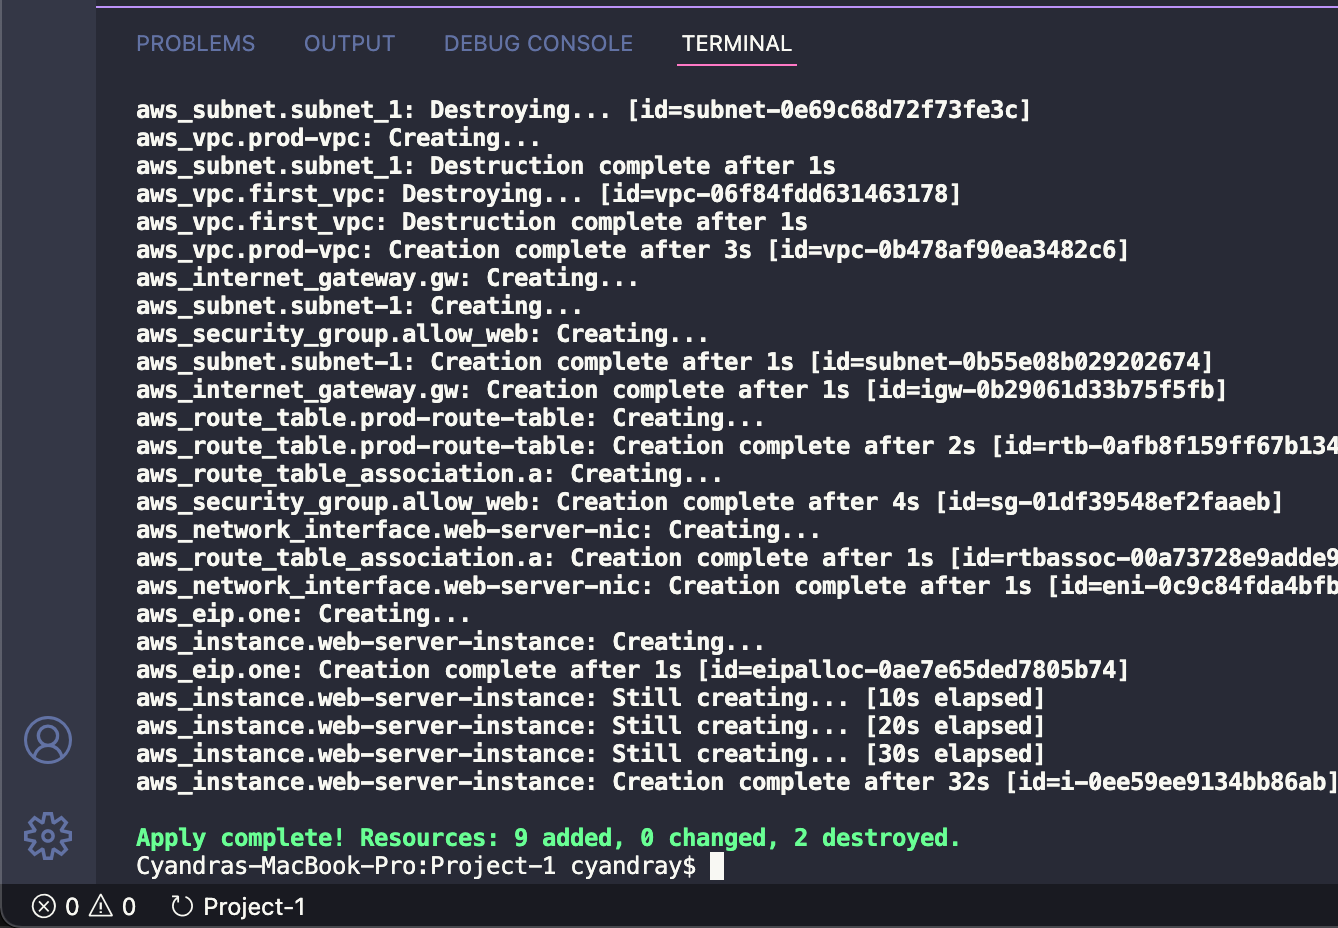 PROBLEMS OUTPUT DEBUG CONSOLE TERMINAL
aws_subnet.subnet_1: Destroying... [id=subnet-0e69c68d72f73fe3c]
aws_vpc.prod-vpc: Creating...
aws_subnet.subnet_1: Destruction complete after 1s
aws_vpc.first_vpc: Destroying... [id=vpc-06f84fdd631463178]
aws_vpc.first_vpc: Destruction complete after 1s
aws_vpc.prod-vpc: Creation complete after 3s [id=vpc-0b478af90ea3482c6]
aws_internet_gateway.gw: Creating...
aws_subnet.subnet-1: Creating...
aws_security_group.allow_web: Creating...
aws_subnet.subnet-1: Creation complete after 1s [id=subnet-0b55e08b029202674]
aws_internet_gateway.gw: Creation complete after 1s [id=igw-0b29061d33b75f5fb]
aws_route_table.prod-route-table: Creating...
aws_route_table.prod-route-table: Creation complete after 2s [id=rtb-0afb8f159ff67b134
aws_route_table_association.a: Creating...
aws_security_group.allow_web: Creation complete after 4s [id=sg-01df39548ef2faaeb]
aws_network_interface.web-server-nic: Creating...
aws_route_table_association.a: Creation complete after 1s [id=rtbassoc-00a73728e9adde9
aws_network_interface.web-server-nic: Creation complete after 1s [id=eni-0c9c84fda4bfb
aws_eip.one: Creating...
aws_instance.web-server-instance: Creating...
aws_eip.one: Creation complete after 1s [id=eipalloc-0ae7e65ded7805b74]
aws_instance.web-server-instance: Still creating... [10s elapsed]
aws_instance.web-server-instance: Still creating... [20s elapsed]
aws_instance.web-server-instance: Still creating... [30s elapsed]
aws_instance.web-server-instance: Creation complete after 32s [id=i-0ee59ee9134bb86ab]
Apply complete! Resources: 9 added, 0 changed, 2 destroyed.
Cyandras-MacBook-Pro:Project-1 cyandray$
0 0 Project-1